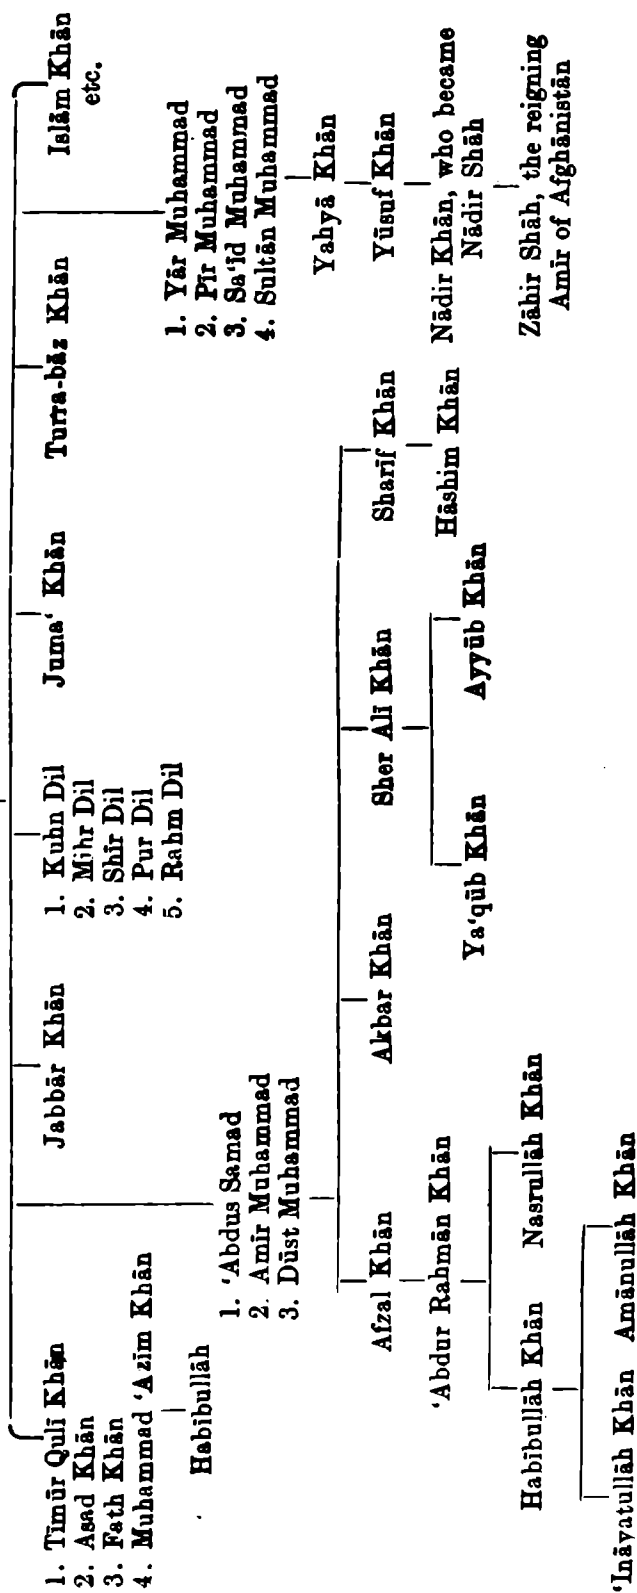 1. Tīmūr Qulī Khān
2. Asad Khān
3. Fath Khān
4. Muhammad ‘Azīm Khān
Habībullāh
Jabbār Khān
1. Kuhn Dil
2. Mihr Dil
3. Shīr Dil
4. Pur Dil
5. Rahm Dil
Juma‘ Khān
Turra-bāz Khān
Islām Khān
etc.
1. ‘Abdus Samad
2. Amīr Muhammad
3. Dūst Muhammad
1. Yār Muhammad
2. Pīr Muhammad
3. Sa‘īd Muhammad
4. Sultān Muhammad
Yahyā Khān
Yūsuf Khān
Nādir Khān, who became
Nādir Shāh
Zāhir Shāh, the reigning
Amīr of Afghānistān
Afzal Khān
Akbar Khān
Sher Alī Khān
Sharīf Khān
‘Abdur Rahmān Khān
Hāshim Khān
Ya‘qūb Khān
Ayyūb Khān
Habībullāh Khān
Nasrullāh Khān
‘Ināyatullāh Khān
Amānullāh Khān